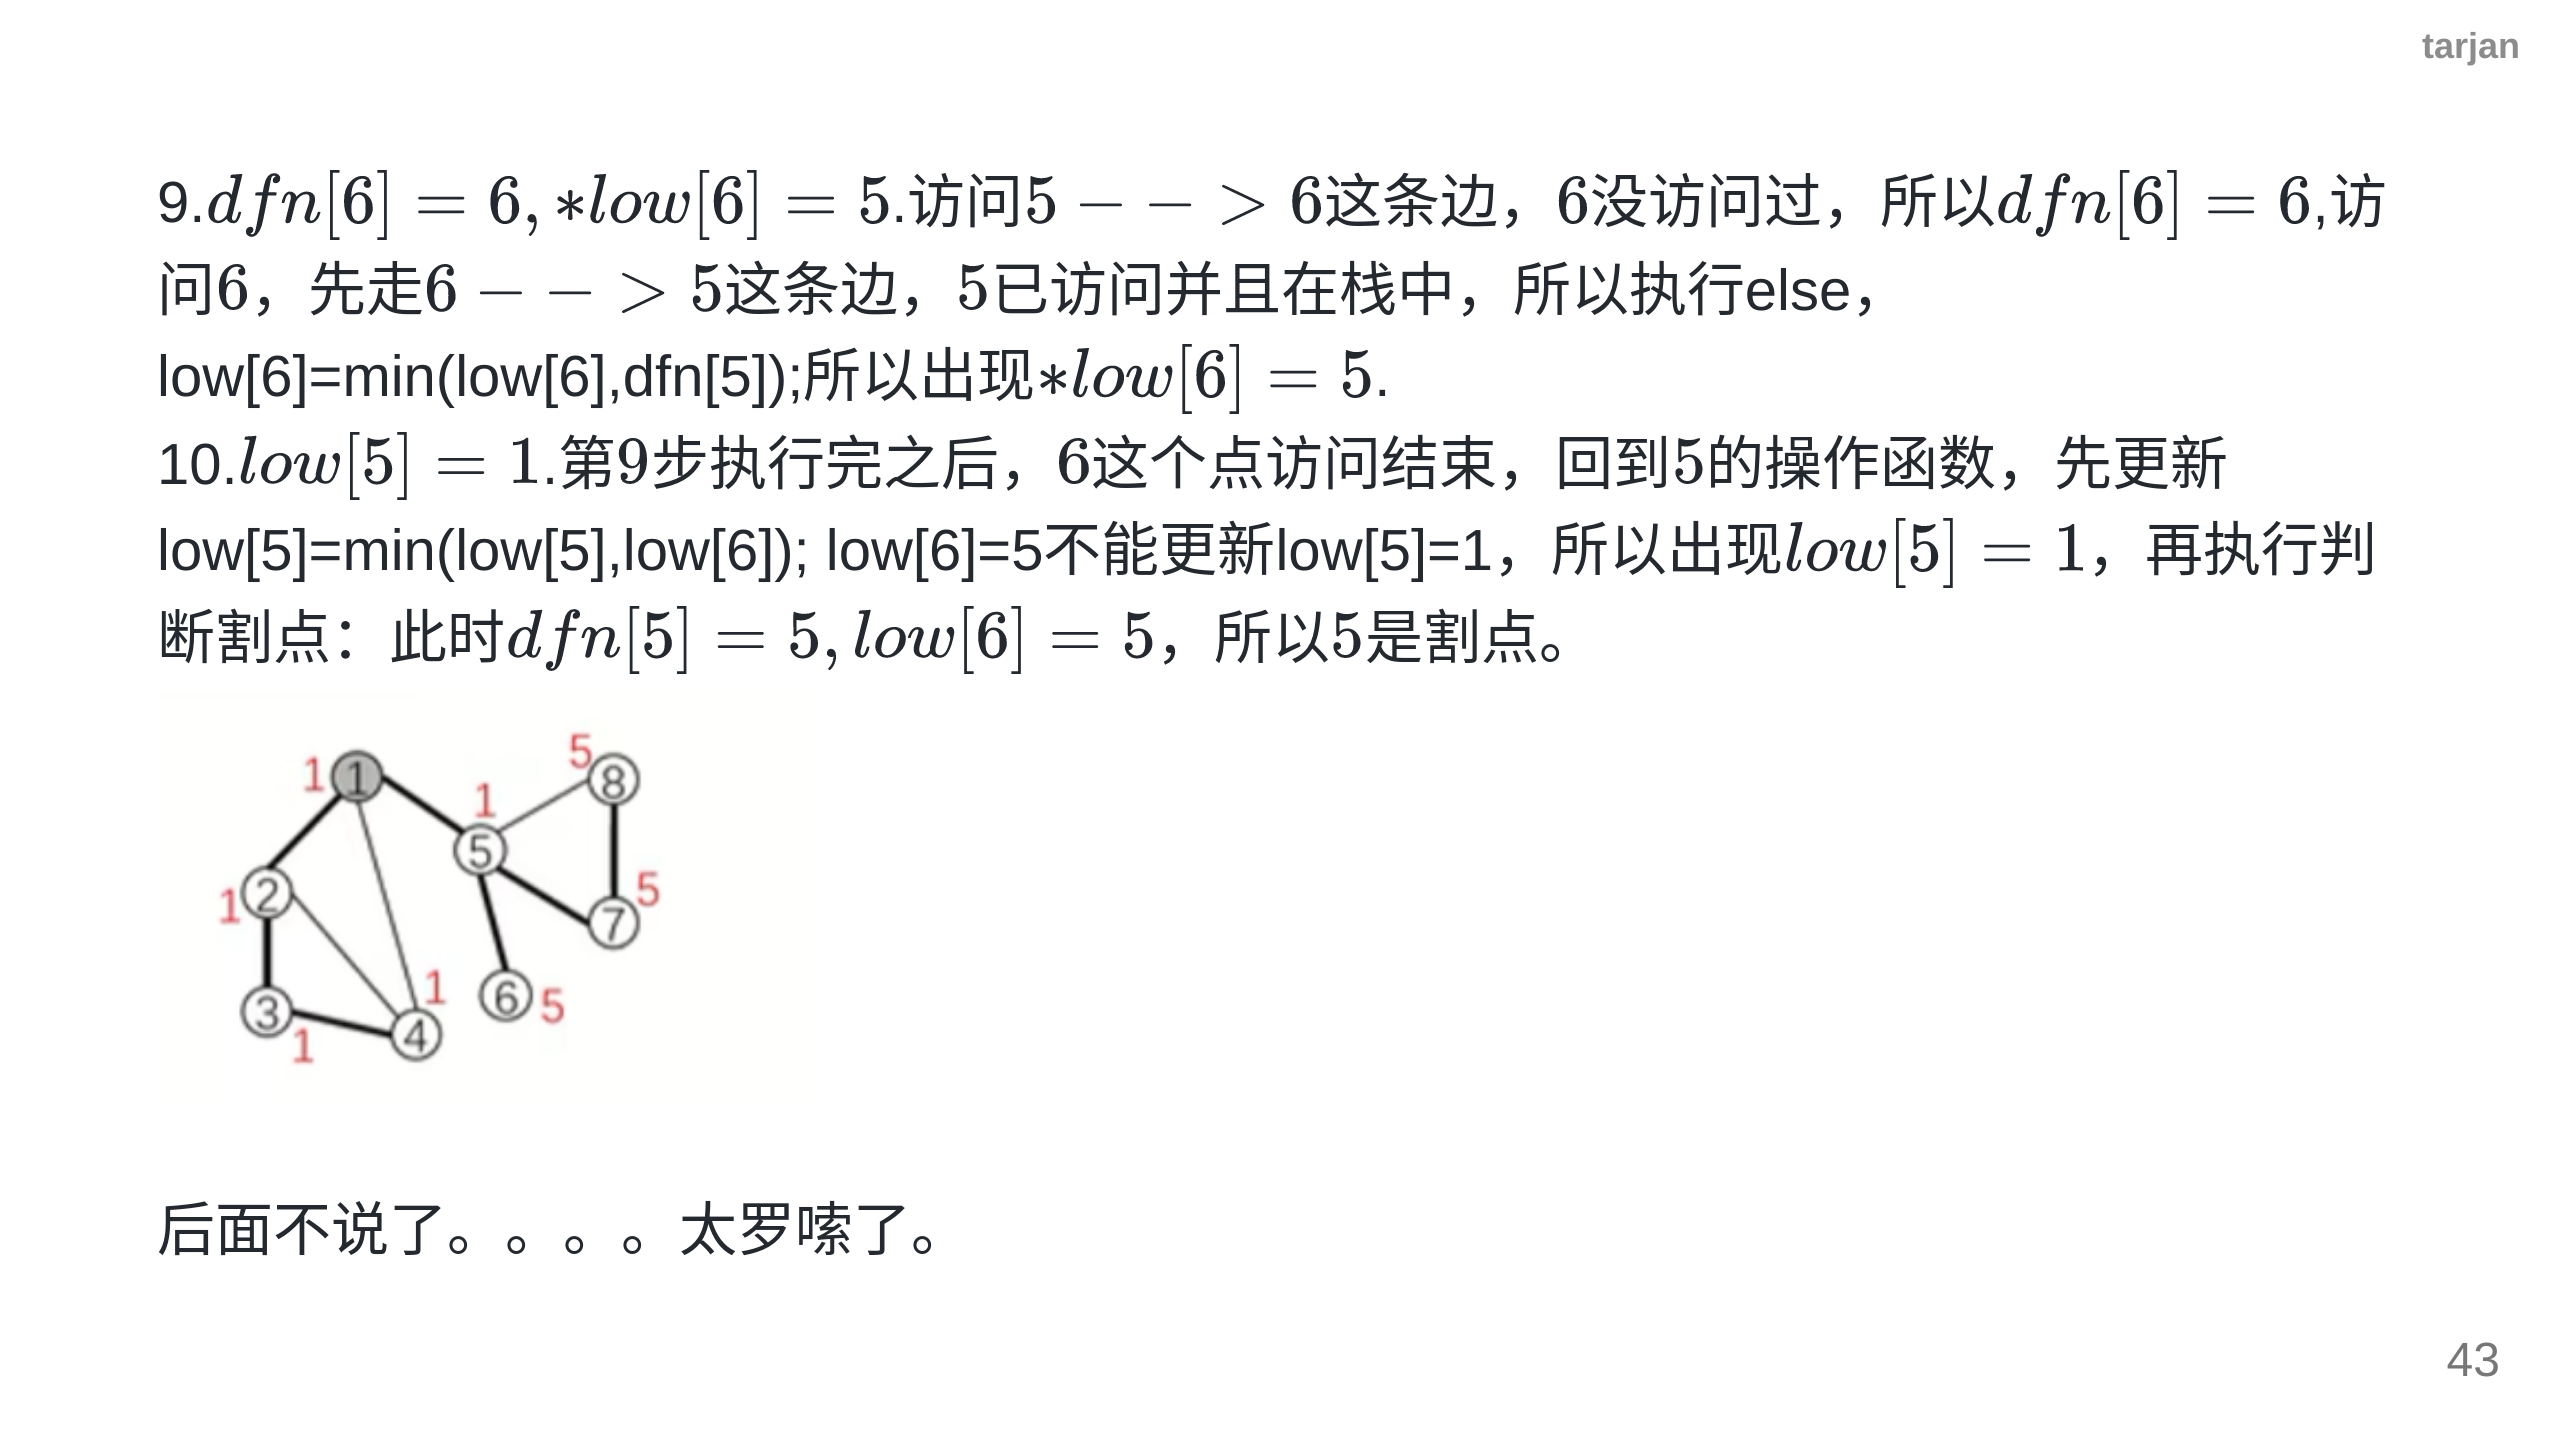 tarjan
9.dfn[6] = 6, *low[6] = 5.访问5 − − > 6这条边，6没访问过，所以dfn[6] = 6,访
问6，先走6 − − > 5这条边，5已访问并且在栈中，所以执行else，
low[6]=min(low[6],dfn[5]);所以出现*low[6] = 5.
10.low[5] = 1.第9步执行完之后，6这个点访问结束，回到5的操作函数，先更新
low[5]=min(low[5],low[6]); low[6]=5不能更新low[5]=1，所以出现low[5] = 1，再执行判
断割点：此时dfn[5] = 5, low[6] = 5，所以5是割点。
5
1 1 8
1
5
2 5
1 7
1
6 5
3 4
1
后面不说了。。。。太罗嗦了。
43